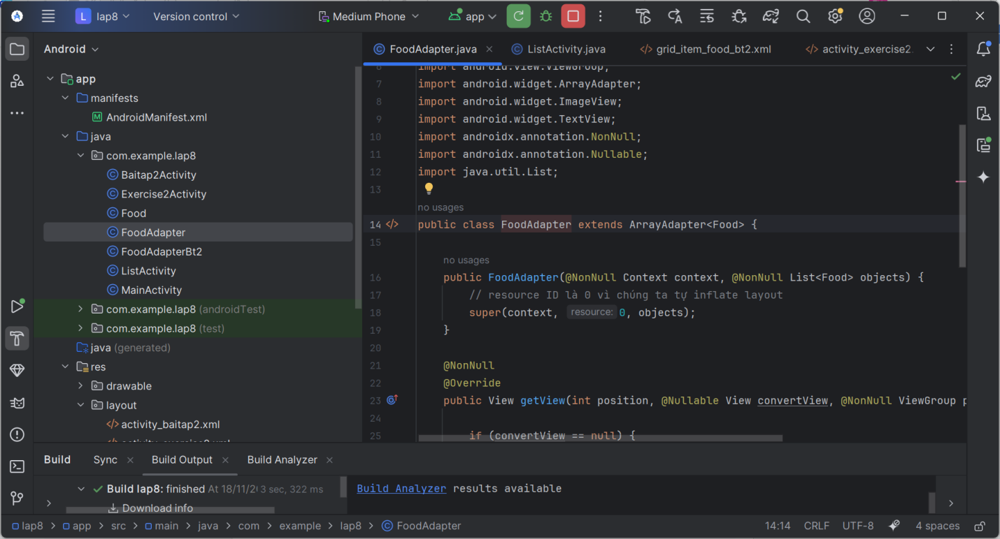 L lap8 Version control Medium Phone app
Android
app
manifests
AndroidManifest.xml
java
com.example.lap8
Baitap2Activity
Exercise2Activity
Food
FoodAdapter
FoodAdapterBt2
ListActivity
MainActivity
com.example.lap8 (androidTest)
com.example.lap8 (test)
java (generated)
res
drawable
layout
activity_baitap2.xml
FoodAdapter.java ListActivity.java grid_item_food_bt2.xml activity_exercise2.
6 import android.view.ViewGroup;
7 import android.widget.ArrayAdapter;
8 import android.widget.ImageView;
9 import android.widget.TextView;
10 import androidx.annotation.NonNull;
11 import androidx.annotation.Nullable;
12 import java.util.List;
13
no usages
14 public class FoodAdapter extends ArrayAdapter<Food> {
15
no usages
16 public FoodAdapter(@NonNull Context context, @NonNull List<Food> objects) {
17 // resource ID là 0 vì chúng ta tự inflate layout
18 super(context, resource: 0, objects);
19 }
20
21 @NonNull
22 @Override
23 public View getView(int position, @Nullable View convertView, @NonNull ViewGroup p
24
25 if (convertView == null) {
Build Sync Build Output Build Analyzer
Build lap8: finished At 18/11/2 3 sec, 322 ms
Download info
Build Analyzer results available
lap8 > app > src > main > java > com > example > lap8 > FoodAdapter
14:14 CRLF UTF-8 4 spaces